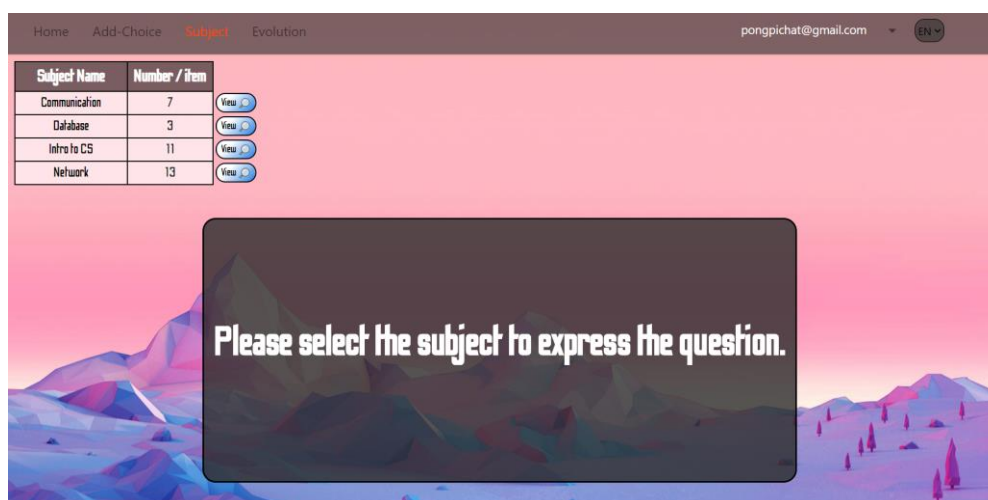 Home Add-Choice Subject Evolution pongpichat@gmail.com EN
Subject Name Number / item
Communication 7 View
Database 3 View
Intro to CS 11 View
Network 13 View
Please select the subject to express the question.